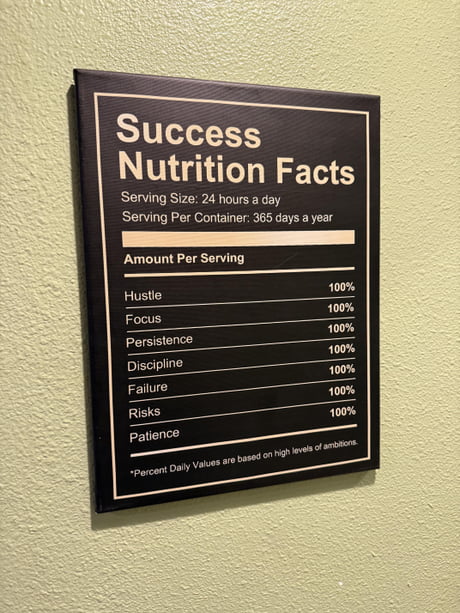 Success
Nutrition Facts
Serving Size: 24 hours a day
Serving Per Container: 365 days a year
Amount Per Serving
Hustle 100%
Focus 100%
Persistence 100%
Discipline 100%
Failure 100%
Risks 100%
Patience 100%
*Percent Daily Values are based on high levels of ambitions.